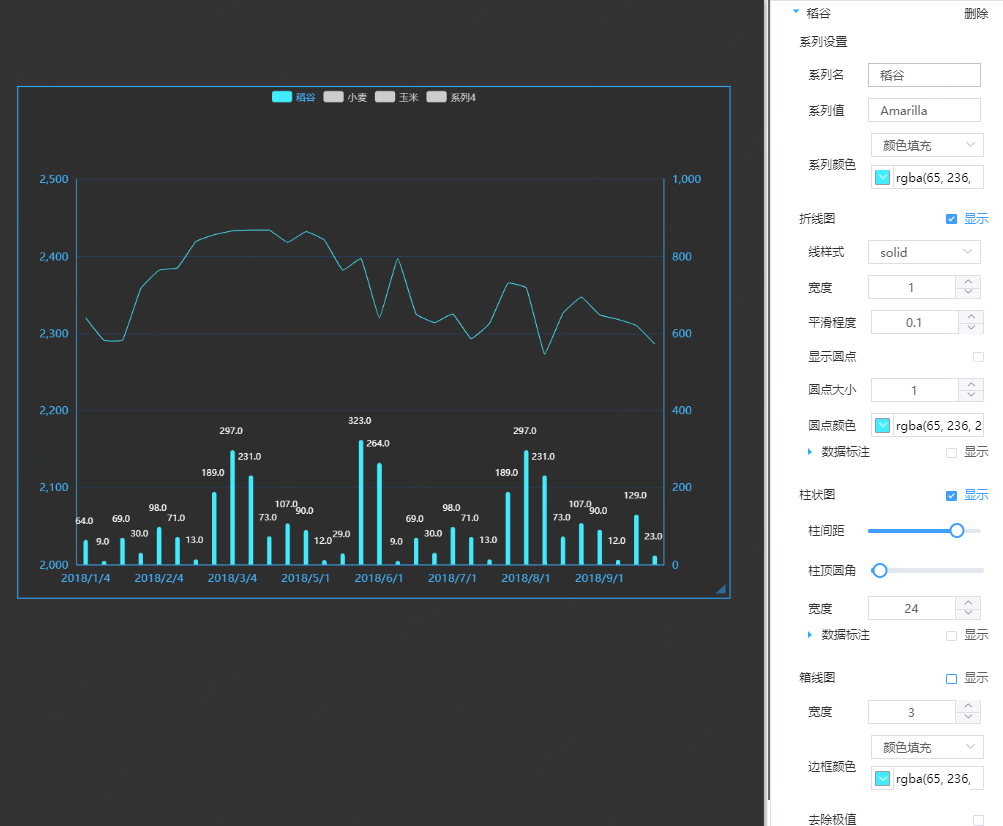 稻谷 小麦 玉米 系列4
2,500
2,400
2,300
2,200
2,100
2,000
1,000
800
600
400
200
0
64.0
9.0
69.0
30.0
98.0
71.0
13.0
189.0
297.0
231.0
73.0
107.0
90.0
12.0
29.0
323.0
264.0
9.0
69.0
30.0
98.0
71.0
13.0
189.0
297.0
231.0
73.0
107.0
90.0
12.0
129.0
23.0
2018/1/4 2018/2/4 2018/3/4 2018/5/1 2018/6/1 2018/7/1 2018/8/1 2018/9/1
稻谷 删除
系列设置
系列名 稻谷
系列值 Amarilla
系列颜色 颜色填充
rgba(65, 236,
折线图 显示
线样式 solid
宽度 1
平滑程度 0.1
显示圆点
圆点大小 1
圆点颜色 rgba(65, 236, 2
数据标注 显示
柱状图 显示
柱间距
柱顶圆角
宽度 24
数据标注 显示
箱线图 显示
宽度 3
边框颜色 颜色填充
rgba(65, 236,
去除极值